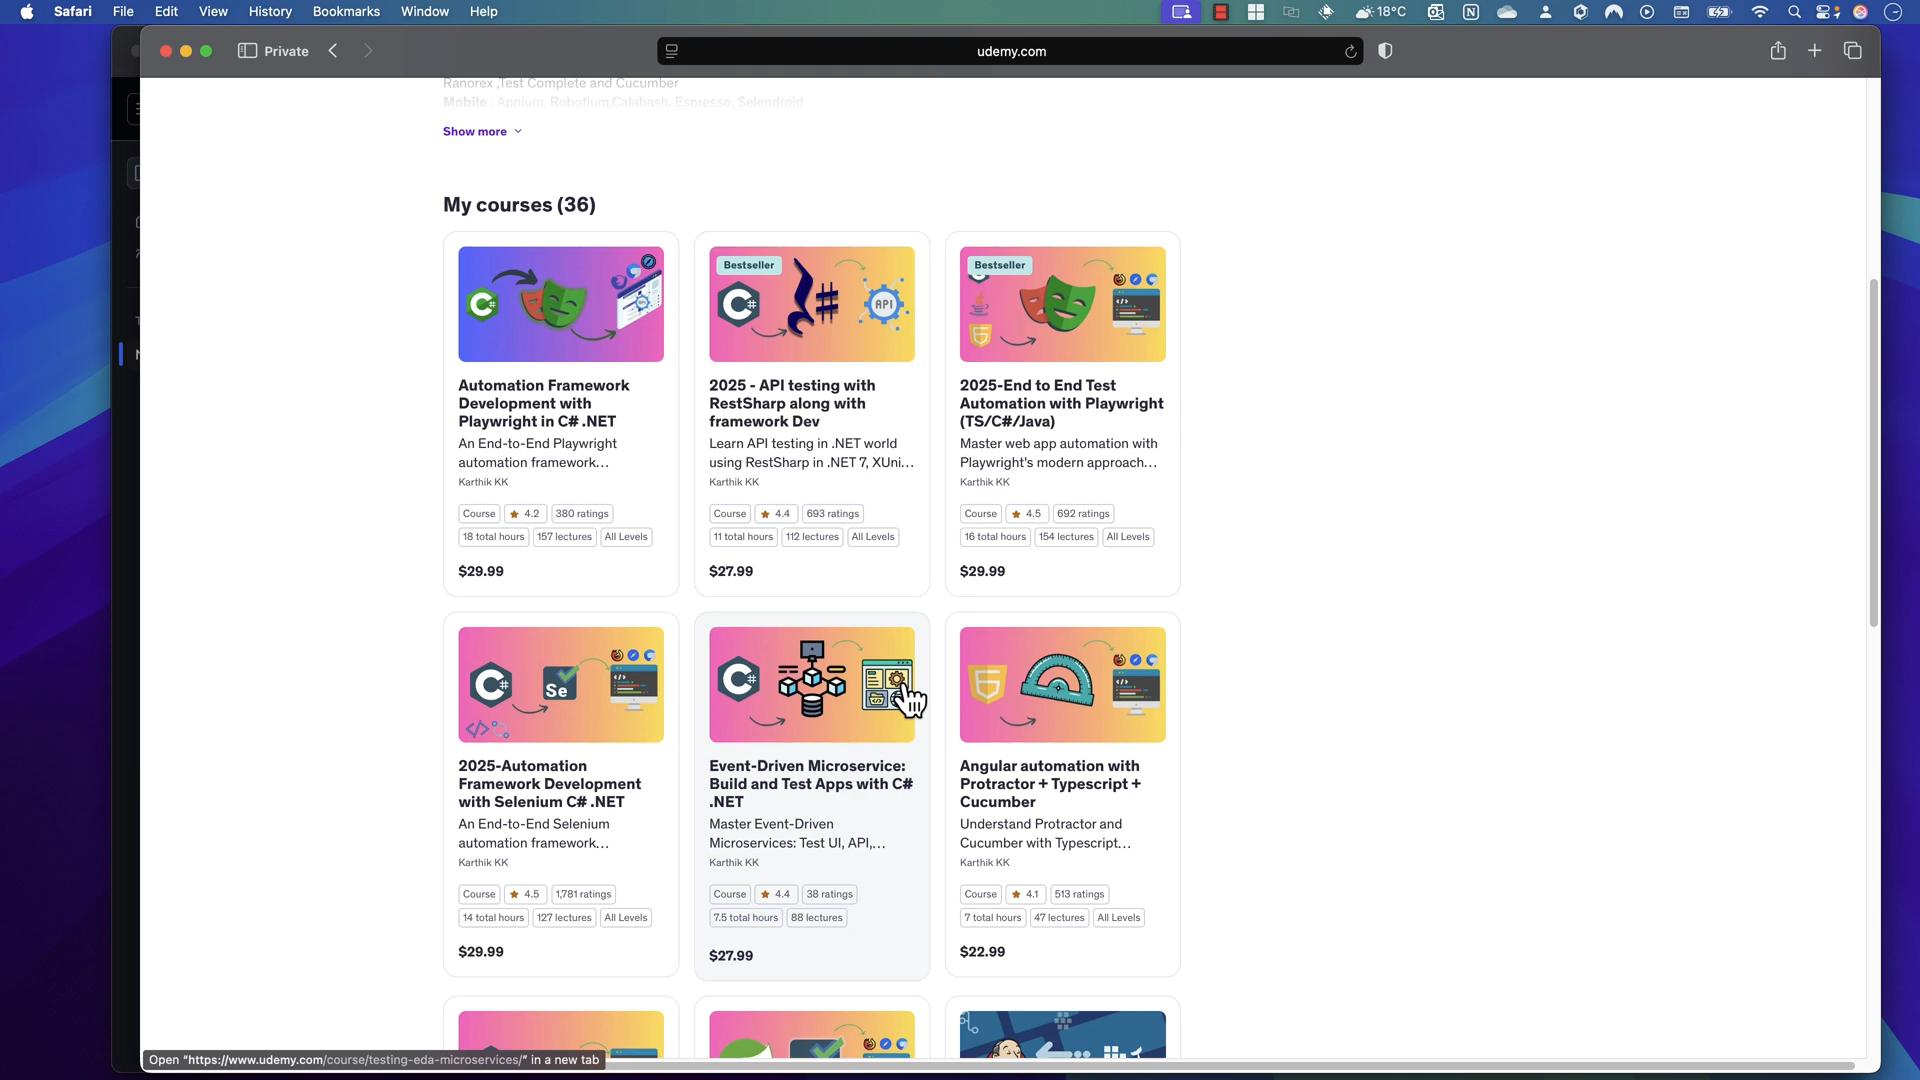 Safari File Edit View History Bookmarks Window Help
18°C
Private
udemy.com
Ranorex ,Test Complete and Cucumber
Mobile : Appium, Robotium,Calabash, Espresso, Selendroid
Show more
My courses (36)
C#
Automation Framework
Development with
Playwright in C# .NET
An End-to-End Playwright
automation framework...
Karthik KK
Course 4.2 380 ratings
18 total hours 157 lectures All Levels
$29.99
Bestseller
C#
API
2025 - API testing with
RestSharp along with
framework Dev
Learn API testing in .NET world
using RestSharp in .NET 7, XUni...
Karthik KK
Course 4.4 693 ratings
11 total hours 112 lectures All Levels
$27.99
Bestseller
2025-End to End Test
Automation with Playwright
(TS/C#/Java)
Master web app automation with
Playwright's modern approach...
Karthik KK
Course 4.5 692 ratings
16 total hours 154 lectures All Levels
$29.99
C#
Se
2025-Automation
Framework Development
with Selenium C# .NET
An End-to-End Selenium
automation framework...
Karthik KK
Course 4.5 1,781 ratings
14 total hours 127 lectures All Levels
$29.99
C#
Event-Driven Microservice:
Build and Test Apps with C#
.NET
Master Event-Driven
Microservices: Test UI, API,...
Karthik KK
Course 4.4 38 ratings
7.5 total hours 88 lectures
$27.99
Angular automation with
Protractor + Typescript +
Cucumber
Understand Protractor and
Cucumber with Typescript...
Karthik KK
Course 4.1 513 ratings
7 total hours 47 lectures All Levels
$22.99
Open "https://www.udemy.com/course/testing-eda-microservices/" in a new tab